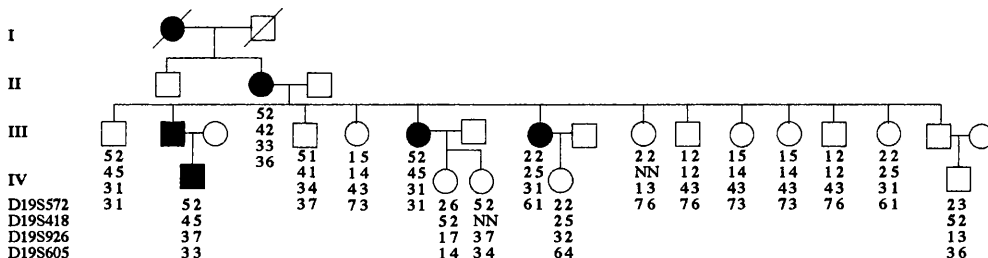 I
II
52
42
III 33
52 36 51 15 52 22 22 12 15 15 12 22
45 41 14 45 25 NN 12 14 14 12 25
IV 31 34 43 31 31 13 43 43 43 43 31
D19S572 31 52 37 73 31 26 52 61 22 76 76 73 73 76 61 23
D19S418 45 52 NN 25 52
D19S926 37 17 37 32 13
D19S605 33 14 34 64 36